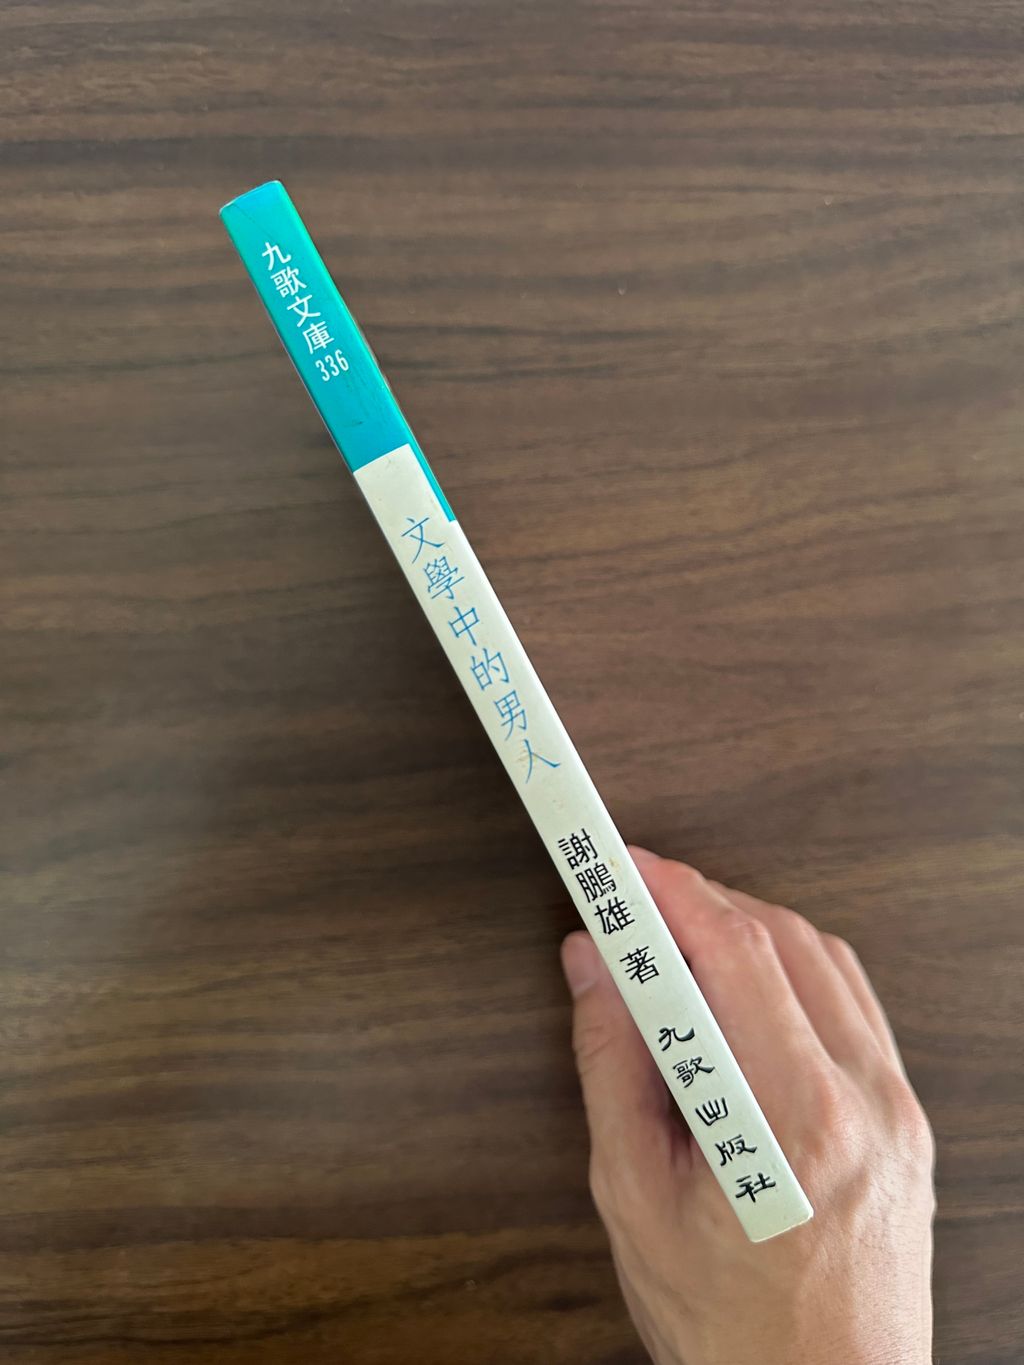 九歌文庫 336
文學中的男人
謝鵬雄 著
九歌出版社